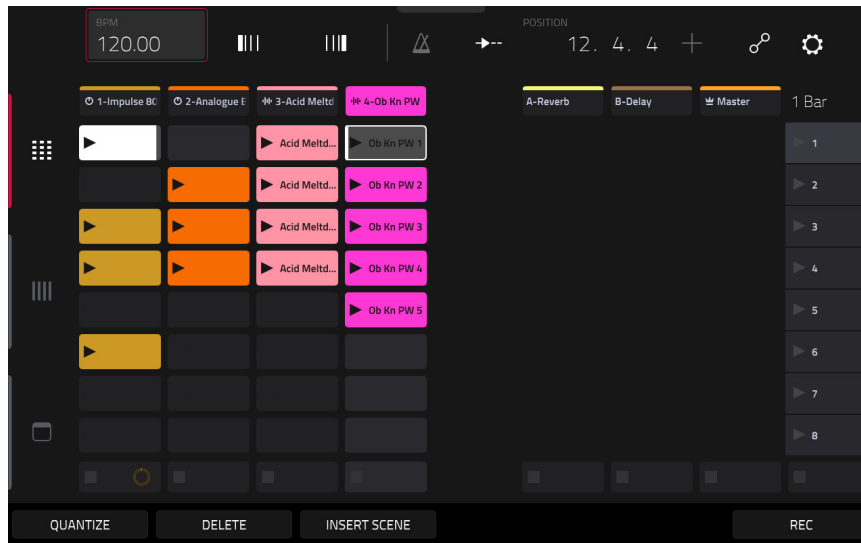 BPM
120.00
POSITION
12. 4. 4
1-Impulse 80
2-Analogue E
3-Acid Meltd
4-Ob Kn PW
A-Reverb
B-Delay
Master
1 Bar
Acid Meltd...
Ob Kn PW 1
1
Acid Meltd...
Ob Kn PW 2
2
Acid Meltd...
Ob Kn PW 3
3
Acid Meltd...
Ob Kn PW 4
4
Ob Kn PW 5
5
6
7
8
QUANTIZE
DELETE
INSERT SCENE
REC